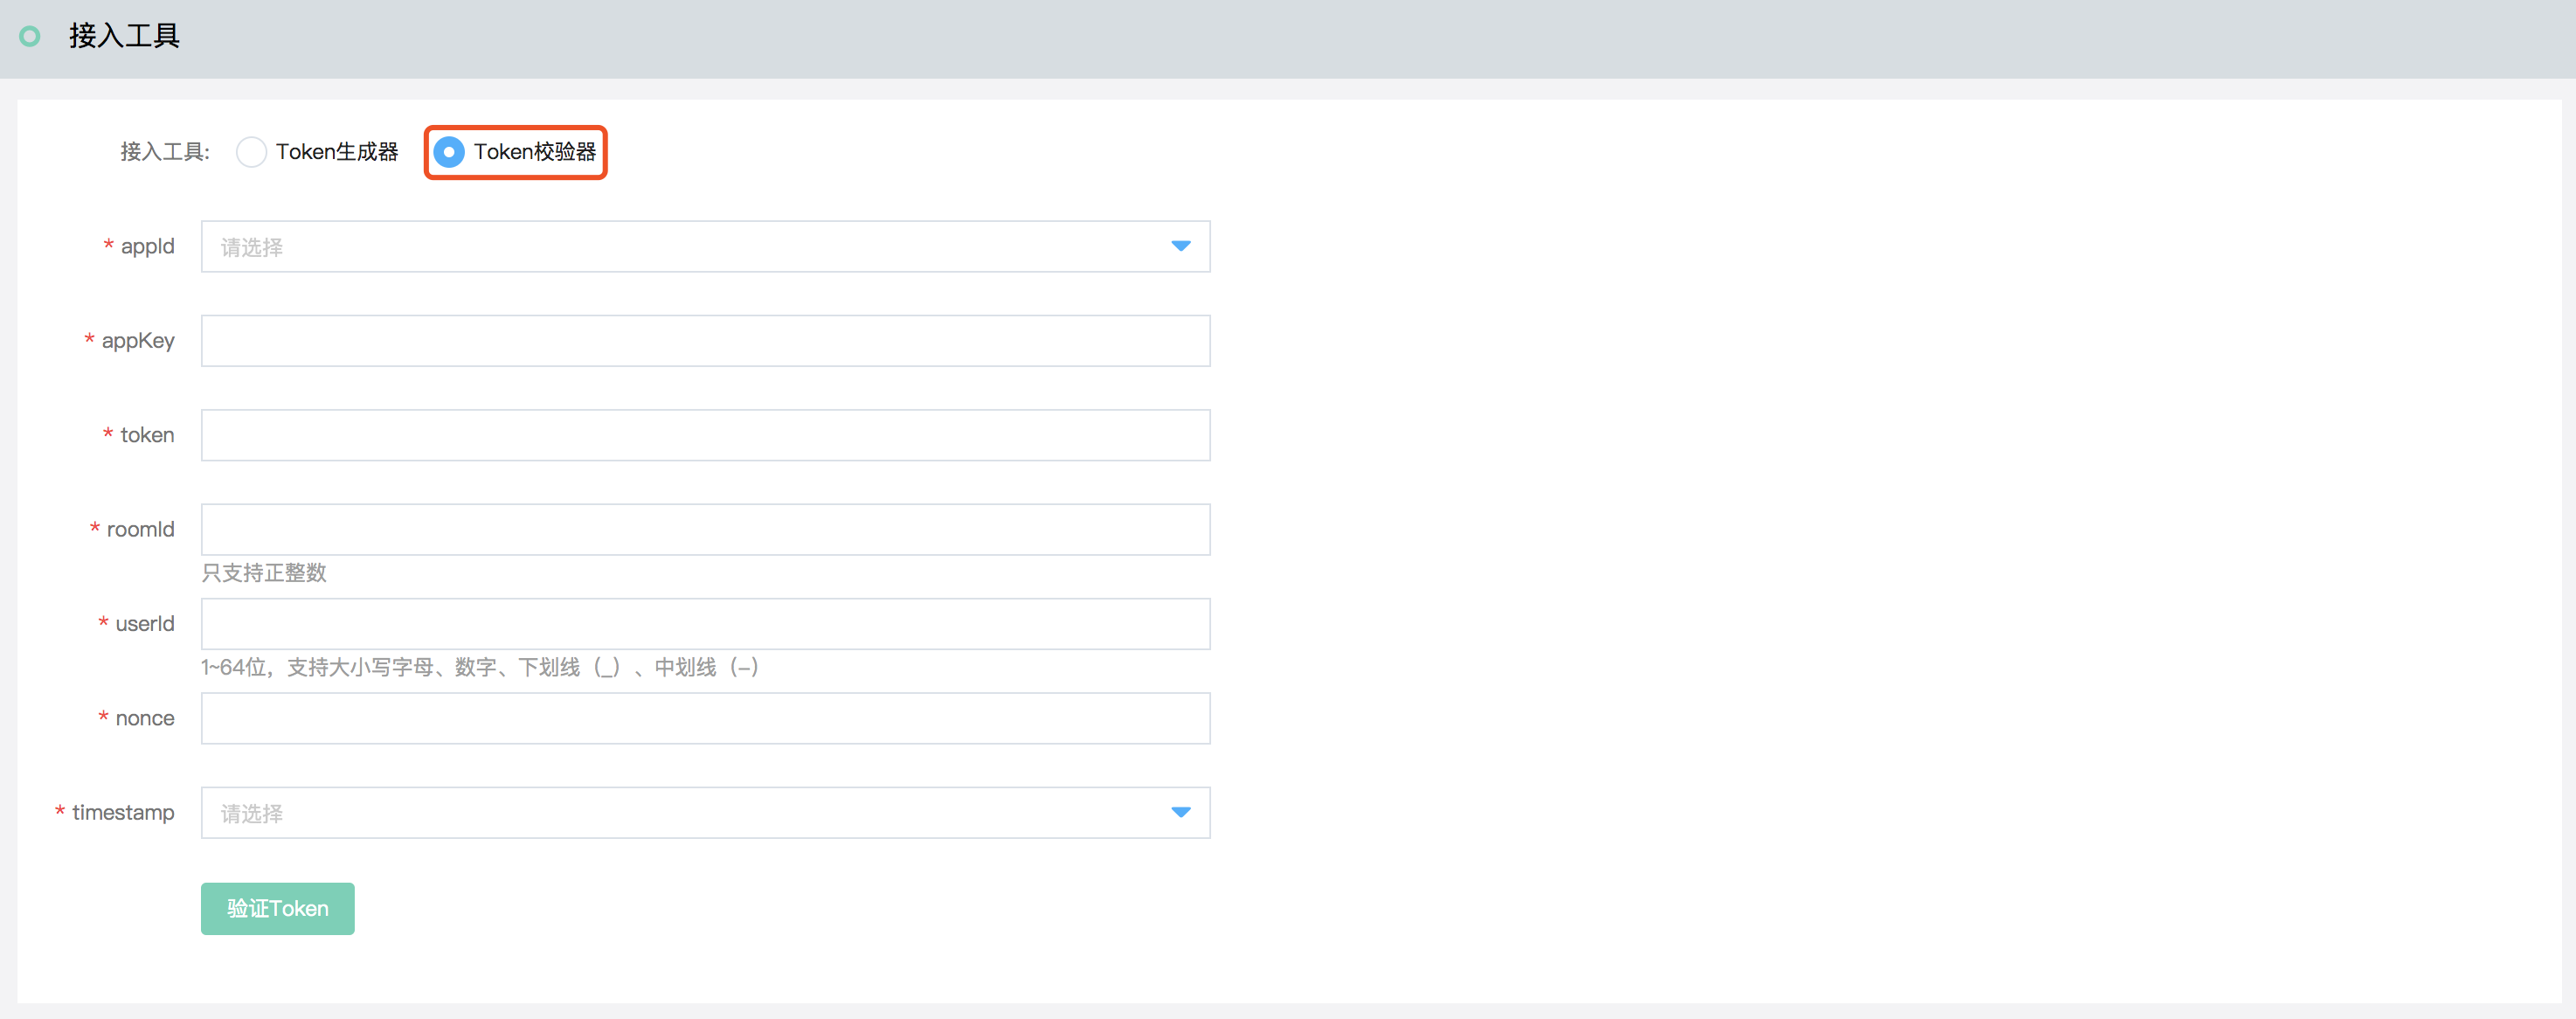 接入工具
接入工具: Token生成器 Token校验器
* appId 请选择
* appKey
* token
* roomId
只支持正整数
* userId
1~64位，支持大小写字母、数字、下划线（_）、中划线（–）
* nonce
* timestamp 请选择
验证Token